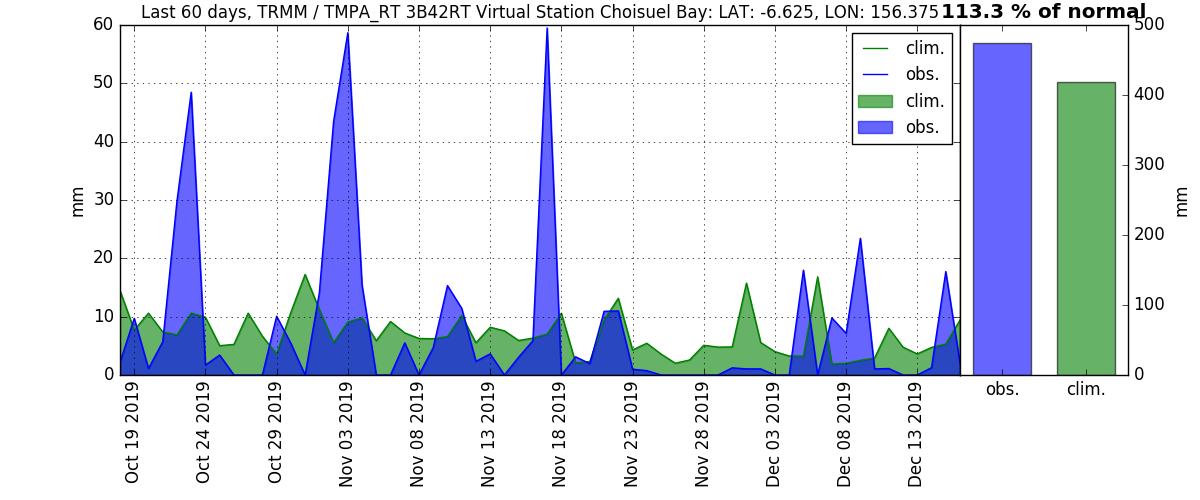 Last 60 days, TRMM / TMPA_RT 3B42RT Virtual Station Choisuel Bay: LAT: -6.625, LON: 156.375
113.3 % of normal
clim.
obs.
clim.
obs.
60
50
40
30
20
10
0
mm
Oct 19 2019
Oct 24 2019
Oct 29 2019
Nov 03 2019
Nov 08 2019
Nov 13 2019
Nov 18 2019
Nov 23 2019
Nov 28 2019
Dec 03 2019
Dec 08 2019
Dec 13 2019
500
400
300
200
100
0
mm
obs.
clim.